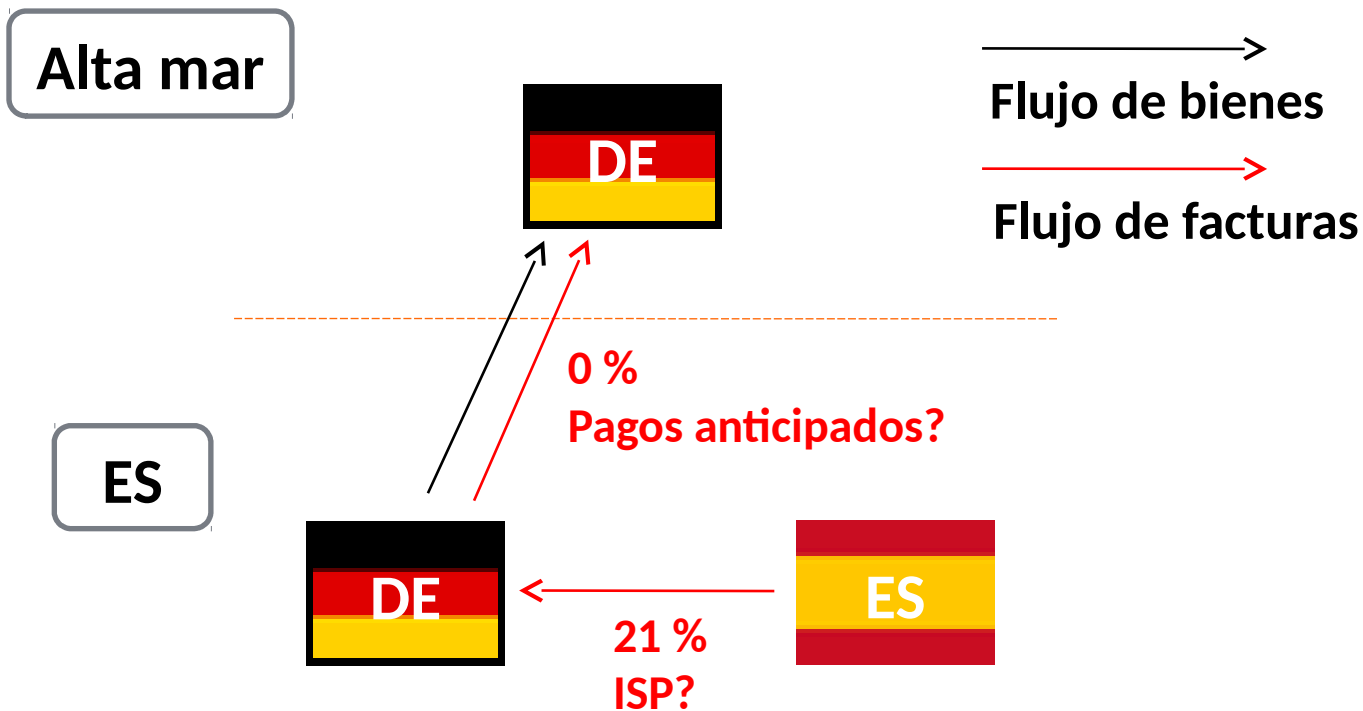 Alta mar
Flujo de bienes
DE
Flujo de facturas
0 %
Pagos anticipados?
ES
DE
ES
21 %
ISP?